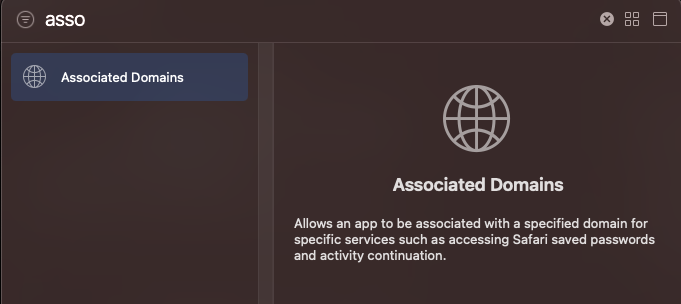 asso
Associated Domains
Associated Domains
Allows an app to be associated with a specified domain for
specific services such as accessing Safari saved passwords
and activity continuation.